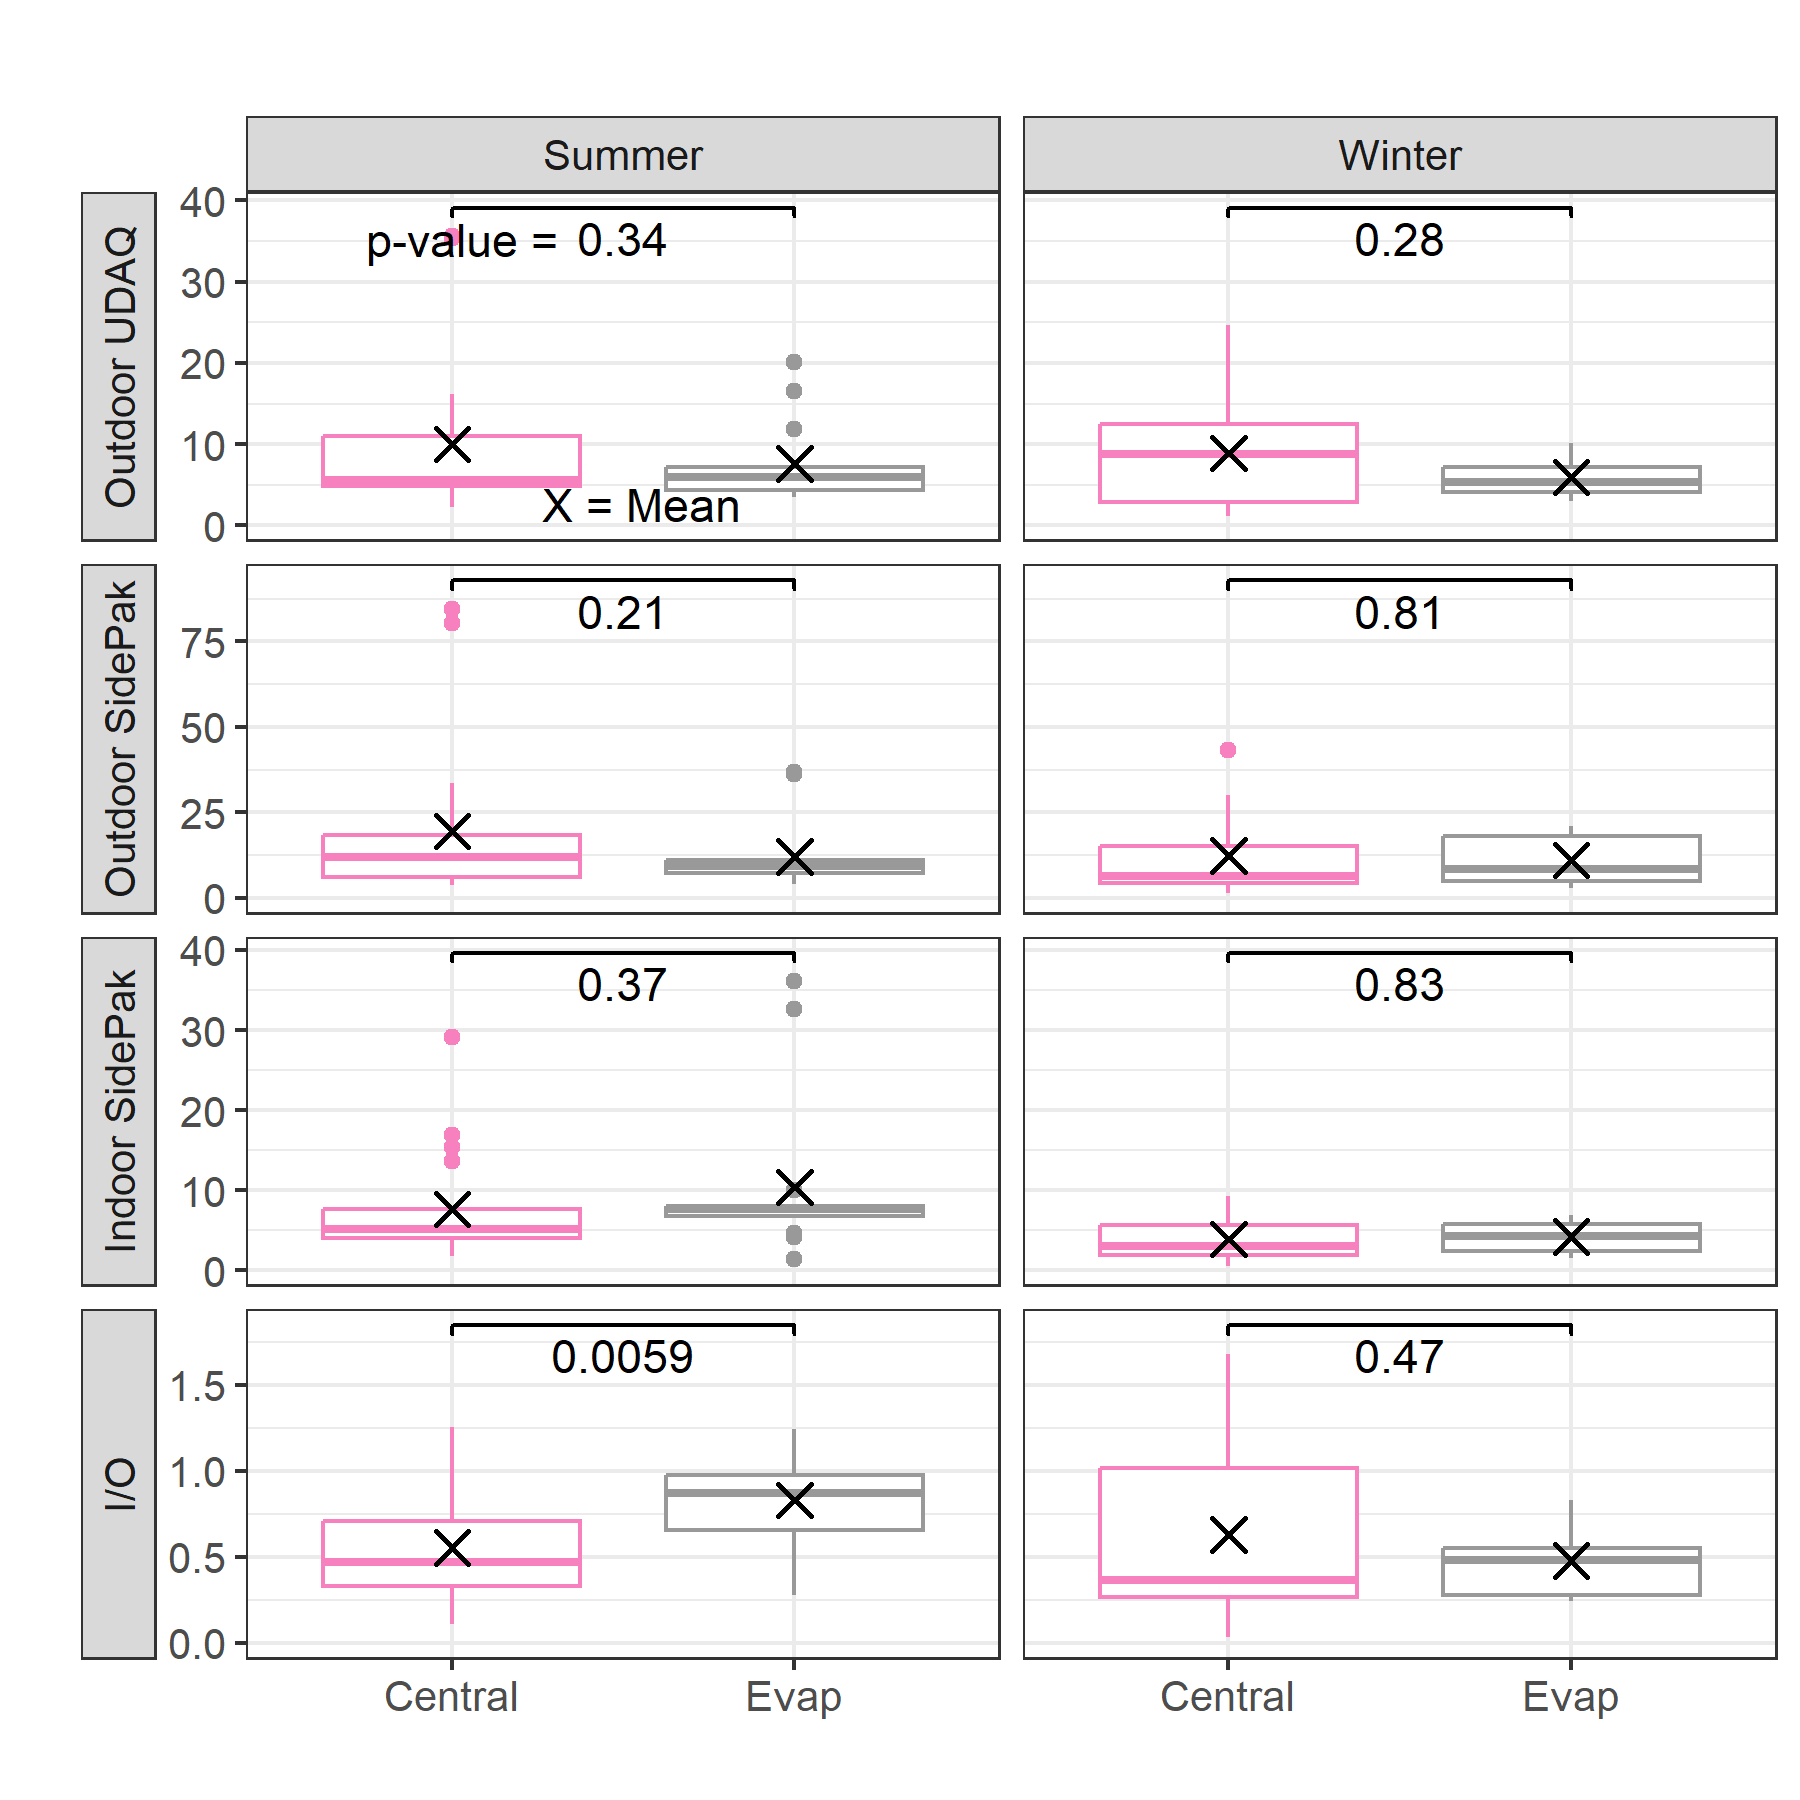 Summer
Winter
Outdoor UDAQ
40
30
20
10
0
p-value = 0.34
X = Mean
0.28
Outdoor SidePak
75
50
25
0
0.21
0.81
Indoor SidePak
40
30
20
10
0
0.37
0.83
I/O
1.5
1.0
0.5
0.0
0.0059
0.47
Central
Evap
Central
Evap